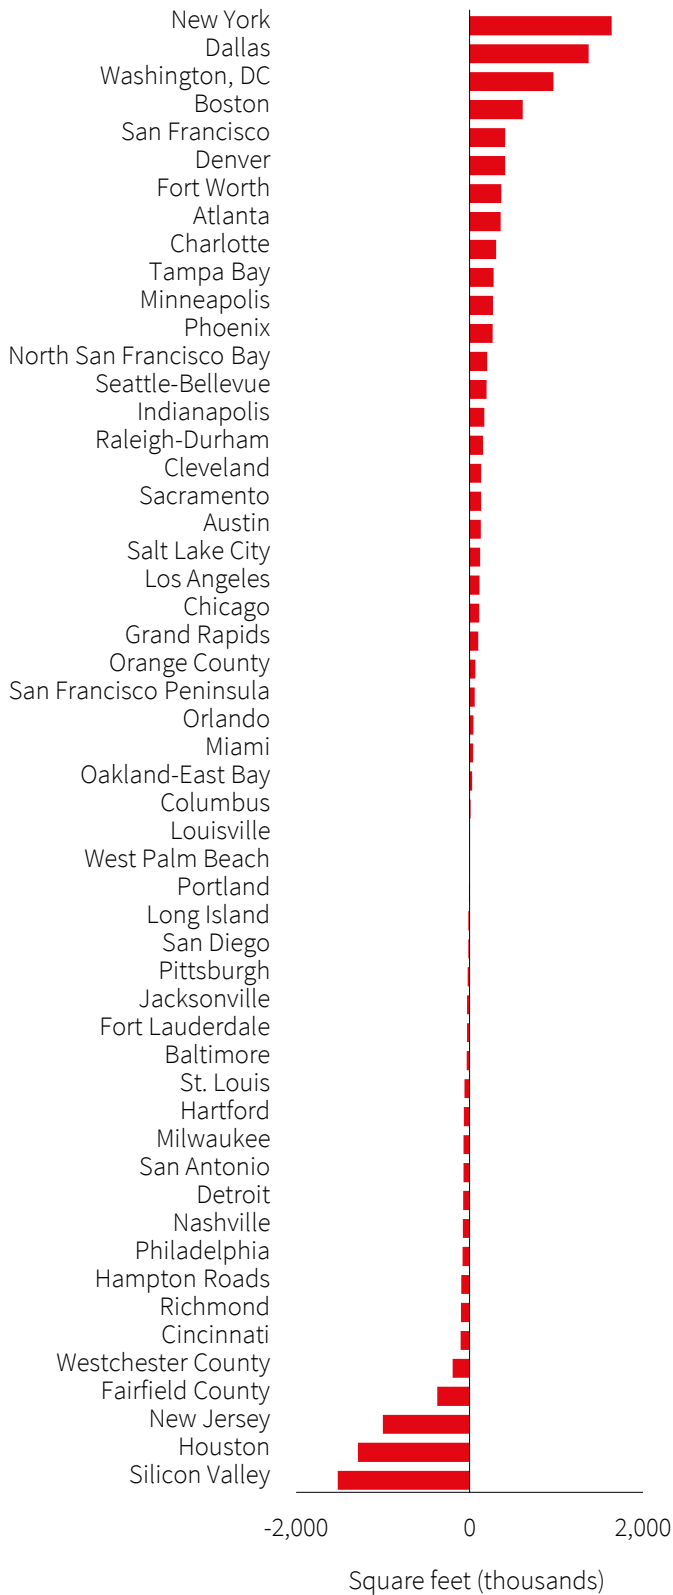 New York
Dallas
Washington, DC
Boston
San Francisco
Denver
Fort Worth
Atlanta
Charlotte
Tampa Bay
Minneapolis
Phoenix
North San Francisco Bay
Seattle-Bellevue
Indianapolis
Raleigh-Durham
Cleveland
Sacramento
Austin
Salt Lake City
Los Angeles
Chicago
Grand Rapids
Orange County
San Francisco Peninsula
Orlando
Miami
Oakland-East Bay
Columbus
Louisville
West Palm Beach
Portland
Long Island
San Diego
Pittsburgh
Jacksonville
Fort Lauderdale
Baltimore
St. Louis
Hartford
Milwaukee
San Antonio
Detroit
Nashville
Philadelphia
Hampton Roads
Richmond
Cincinnati
Westchester County
Fairfield County
New Jersey
Houston
Silicon Valley
-2,000 0 2,000
Square feet (thousands)